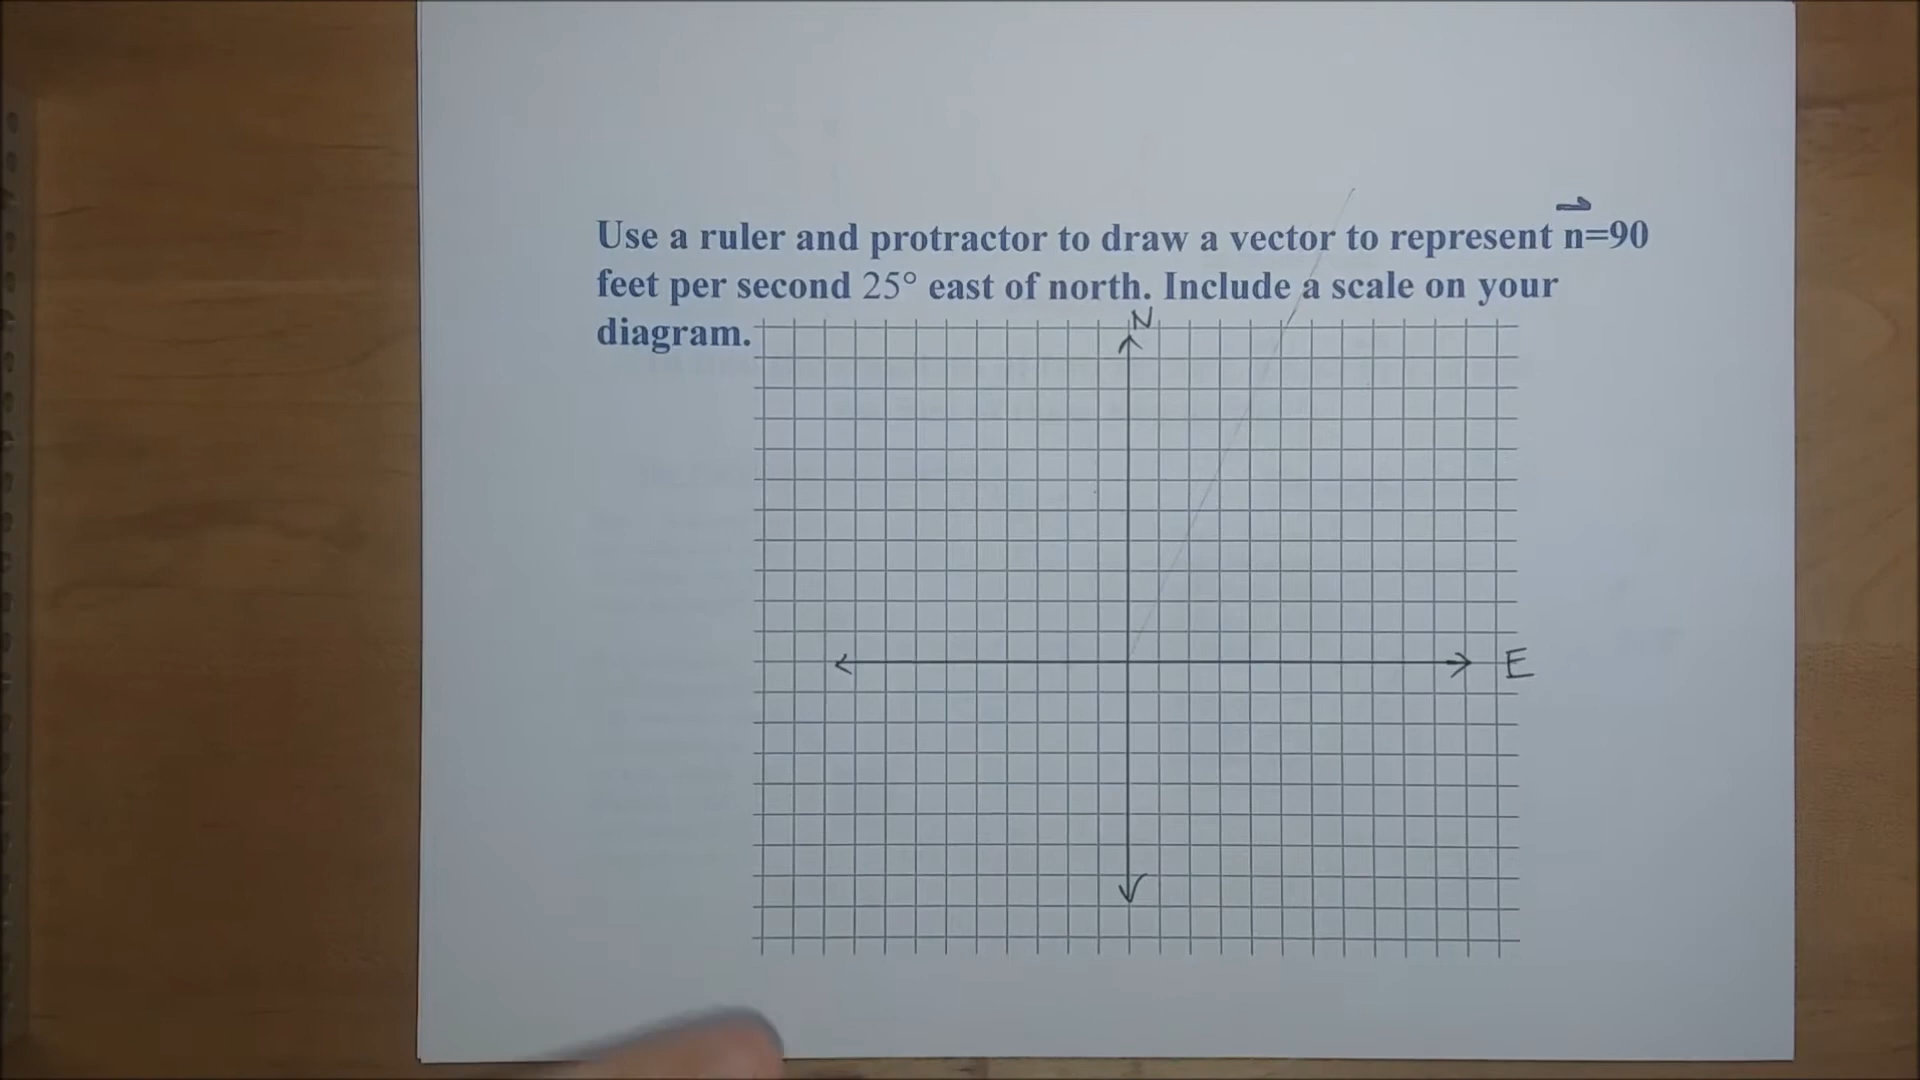 Use a ruler and protractor to draw a vector to represent n⃗=90
feet per second 25° east of north. Include a scale on your
diagram.
N
E